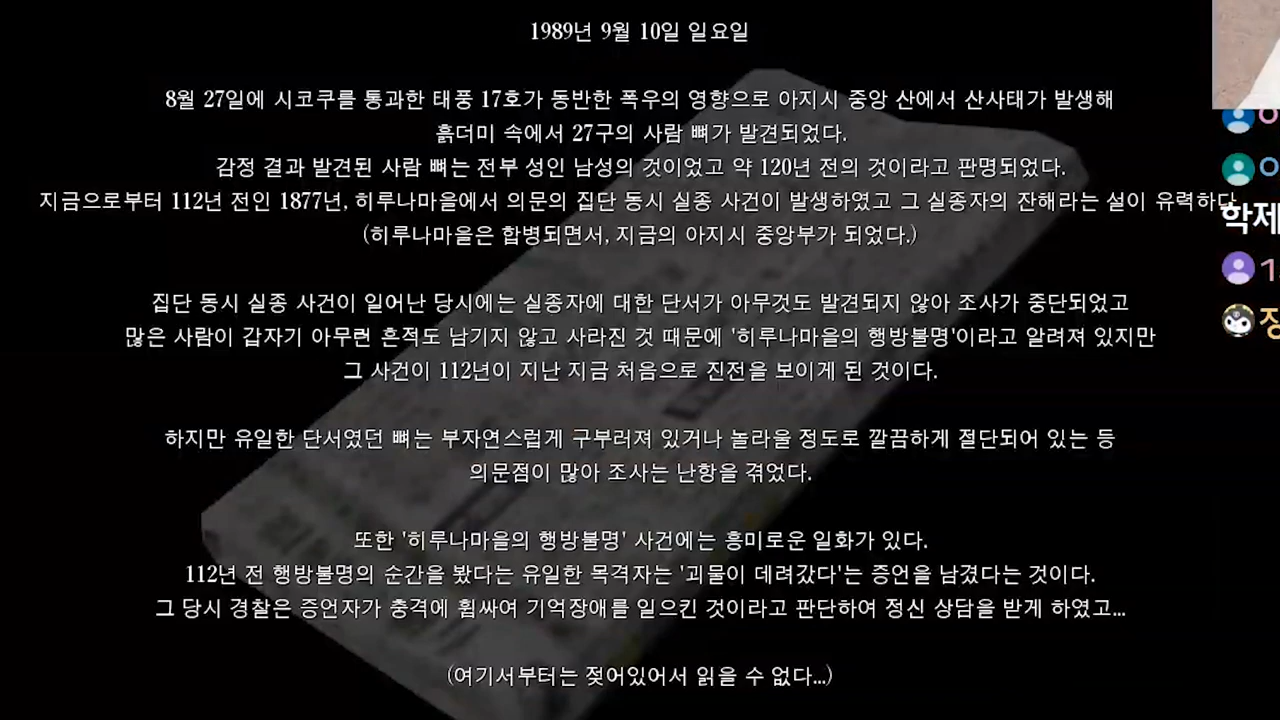 1989년 9월 10일 일요일
8월 27일에 시코쿠를 통과한 태풍 17호가 동반한 폭우의 영향으로 아지시 중앙 산에서 산사태가 발생해
흙더미 속에서 27구의 사람 뼈가 발견되었다.
감정 결과 발견된 사람 뼈는 전부 성인 남성의 것이었고 약 120년 전의 것이라고 판명되었다.
지금으로부터 112년 전인 1877년, 히루나마을에서 의문의 집단 동시 실종 사건이 발생하였고 그 실종자의 잔해라는 설이 유력하다.
(히루나마을은 합병되면서, 지금의 아지시 중앙부가 되었다.)
집단 동시 실종 사건이 일어난 당시에는 실종자에 대한 단서가 아무것도 발견되지 않아 조사가 중단되었고
많은 사람이 갑자기 아무런 흔적도 남기지 않고 사라진 것 때문에 '히루나마을의 행방불명'이라고 알려져 있지만
그 사건이 112년이 지난 지금 처음으로 진전을 보이게 된 것이다.
하지만 유일한 단서였던 뼈는 부자연스럽게 구부러져 있거나 놀라울 정도로 깔끔하게 절단되어 있는 등
의문점이 많아 조사는 난항을 겪었다.
또한 '히루나마을의 행방불명' 사건에는 흥미로운 일화가 있다.
112년 전 행방불명의 순간을 봤다는 유일한 목격자는 '괴물이 데려갔다'는 증언을 남겼다는 것이다.
그 당시 경찰은 증언자가 충격에 휩싸여 기억장애를 일으킨 것이라고 판단하여 정신 상담을 받게 하였고...
(여기서부터는 젖어있어서 읽을 수 없다...)
학제